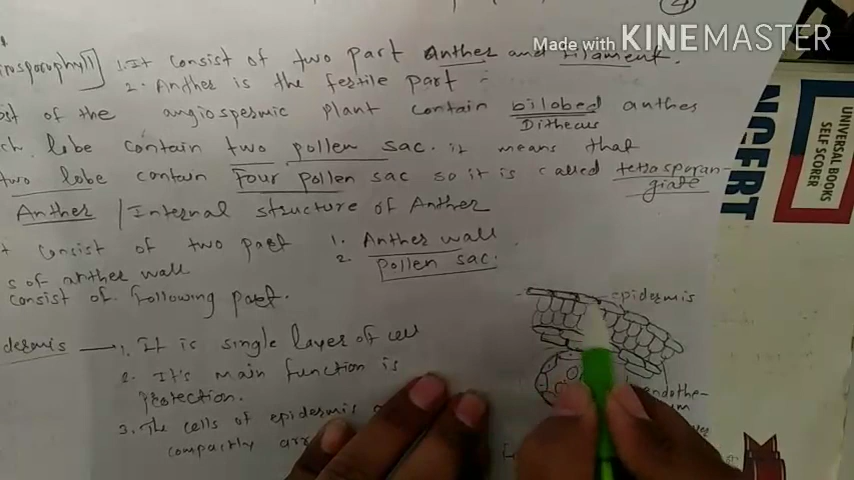 4
Made with KINEMASTER
1. It consist of two part anther and filament.
2. Anther is the fertile part
of the angiospermic plant contain bilobed anther
Dithecus
lobe contain two pollen sac. it means that
two lobe contain Four pollen sac so it is called tetrasporan-
giate
Anther / Internal structure of Anther
consist of two part 1. Anther wall
2. Pollen sac.
s of anther wall
consist of following part.
epidermis
1. It is single layer of cell
2. It's main function is
protection.
3. The cells of epidermis
compactly
endothe-
UNIVERSAL BOOKS
SELF SCORER
NCERT